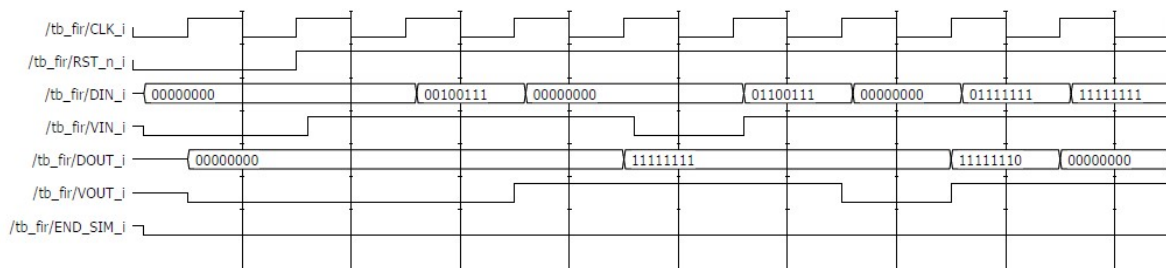 /tb_fir/CLK_i
/tb_fir/RST_n_i
/tb_fir/DIN_i 00000000 00100111 00000000 01100111 00000000 01111111 11111111
/tb_fir/VIN_i
/tb_fir/DOUT_i 00000000 11111111 11111110 00000000
/tb_fir/VOUT_i
/tb_fir/END_SIM_i